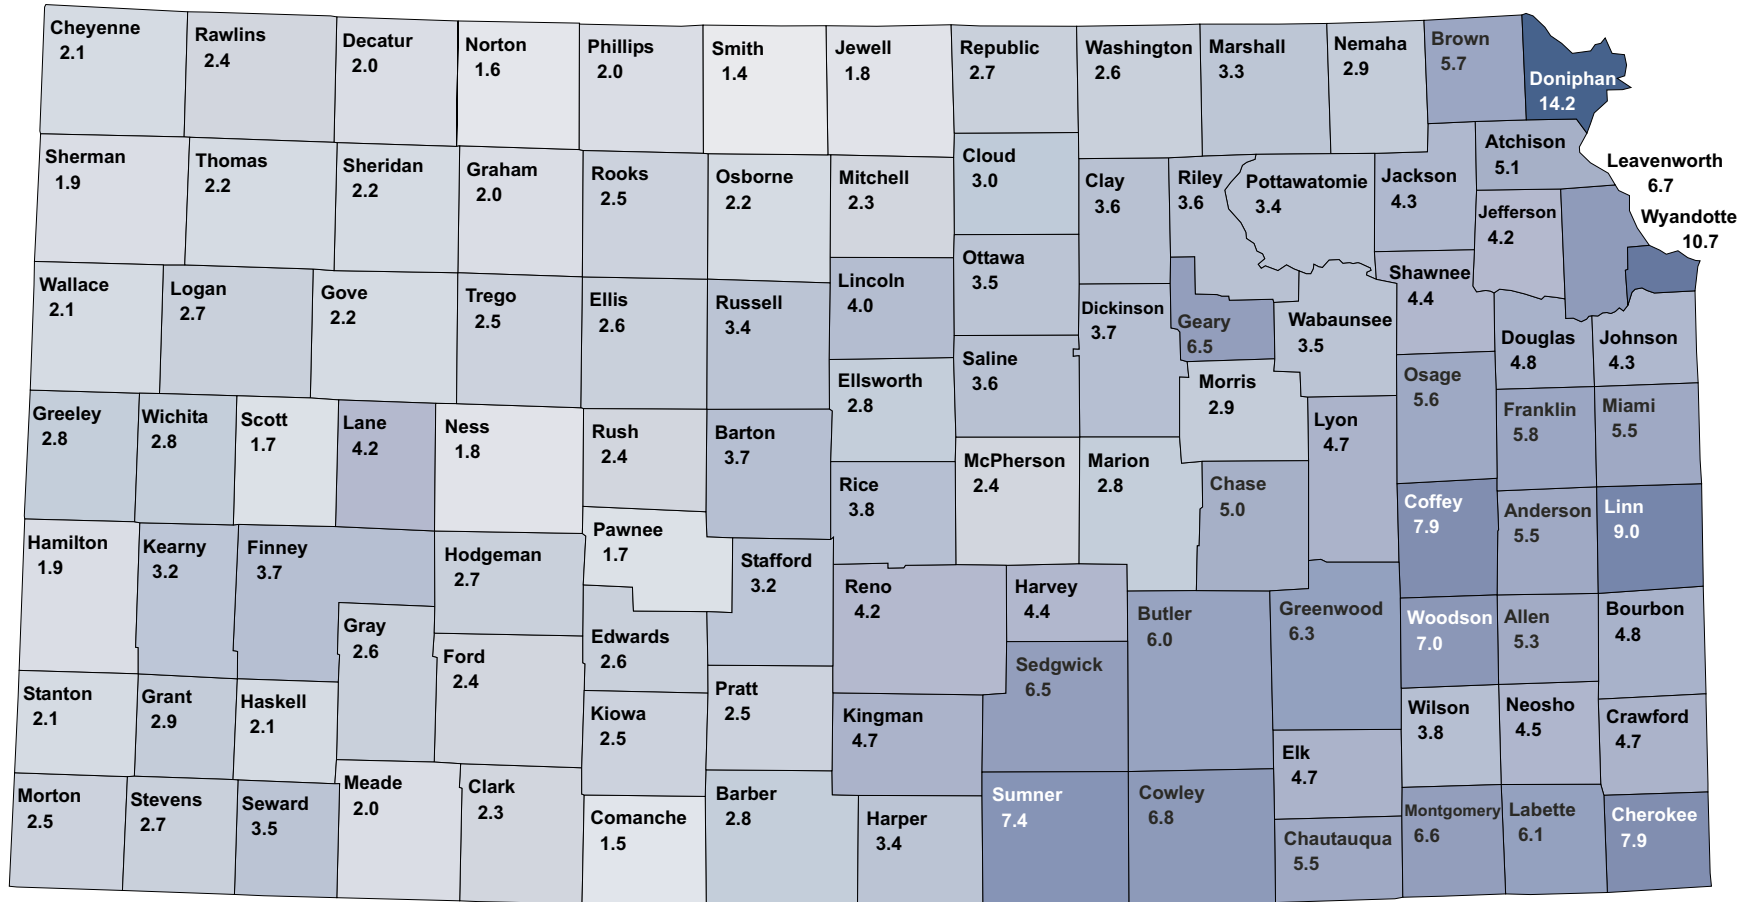 Cheyenne
2.1
Rawlins
2.4
Decatur
2.0
Norton
1.6
Phillips
2.0
Smith
1.4
Jewell
1.8
Republic
2.7
Washington
2.6
Marshall
3.3
Nemaha
2.9
Brown
5.7
Doniphan
14.2
Sherman
1.9
Thomas
2.2
Sheridan
2.2
Graham
2.0
Rooks
2.5
Osborne
2.2
Mitchell
2.3
Cloud
3.0
Clay
3.6
Riley
3.6
Pottawatomie
3.4
Jackson
4.3
Atchison
5.1
Leavenworth
6.7
Jefferson
4.2
Wyandotte
10.7
Wallace
2.1
Logan
2.7
Gove
2.2
Trego
2.5
Ellis
2.6
Russell
3.4
Lincoln
4.0
Ottawa
3.5
Dickinson
3.7
Geary
6.5
Wabaunsee
3.5
Shawnee
4.4
Douglas
4.8
Johnson
4.3
Saline
3.6
Ellsworth
2.8
Morris
2.9
Osage
5.6
Franklin
5.8
Miami
5.5
Greeley
2.8
Wichita
2.8
Scott
1.7
Lane
4.2
Ness
1.8
Rush
2.4
Barton
3.7
Rice
3.8
McPherson
2.4
Marion
2.8
Chase
5.0
Lyon
4.7
Coffey
7.9
Anderson
5.5
Linn
9.0
Hamilton
1.9
Kearny
3.2
Finney
3.7
Hodgeman
2.7
Pawnee
1.7
Stafford
3.2
Reno
4.2
Harvey
4.4
Butler
6.0
Greenwood
6.3
Woodson
7.0
Allen
5.3
Bourbon
4.8
Gray
2.6
Ford
2.4
Edwards
2.6
Sedgwick
6.5
Stanton
2.1
Grant
2.9
Haskell
2.1
Kiowa
2.5
Pratt
2.5
Kingman
4.7
Wilson
3.8
Neosho
4.5
Crawford
4.7
Elk
4.7
Morton
2.5
Stevens
2.7
Seward
3.5
Meade
2.0
Clark
2.3
Comanche
1.5
Barber
2.8
Harper
3.4
Sumner
7.4
Cowley
6.8
Chautauqua
5.5
Montgomery
6.6
Labette
6.1
Cherokee
7.9